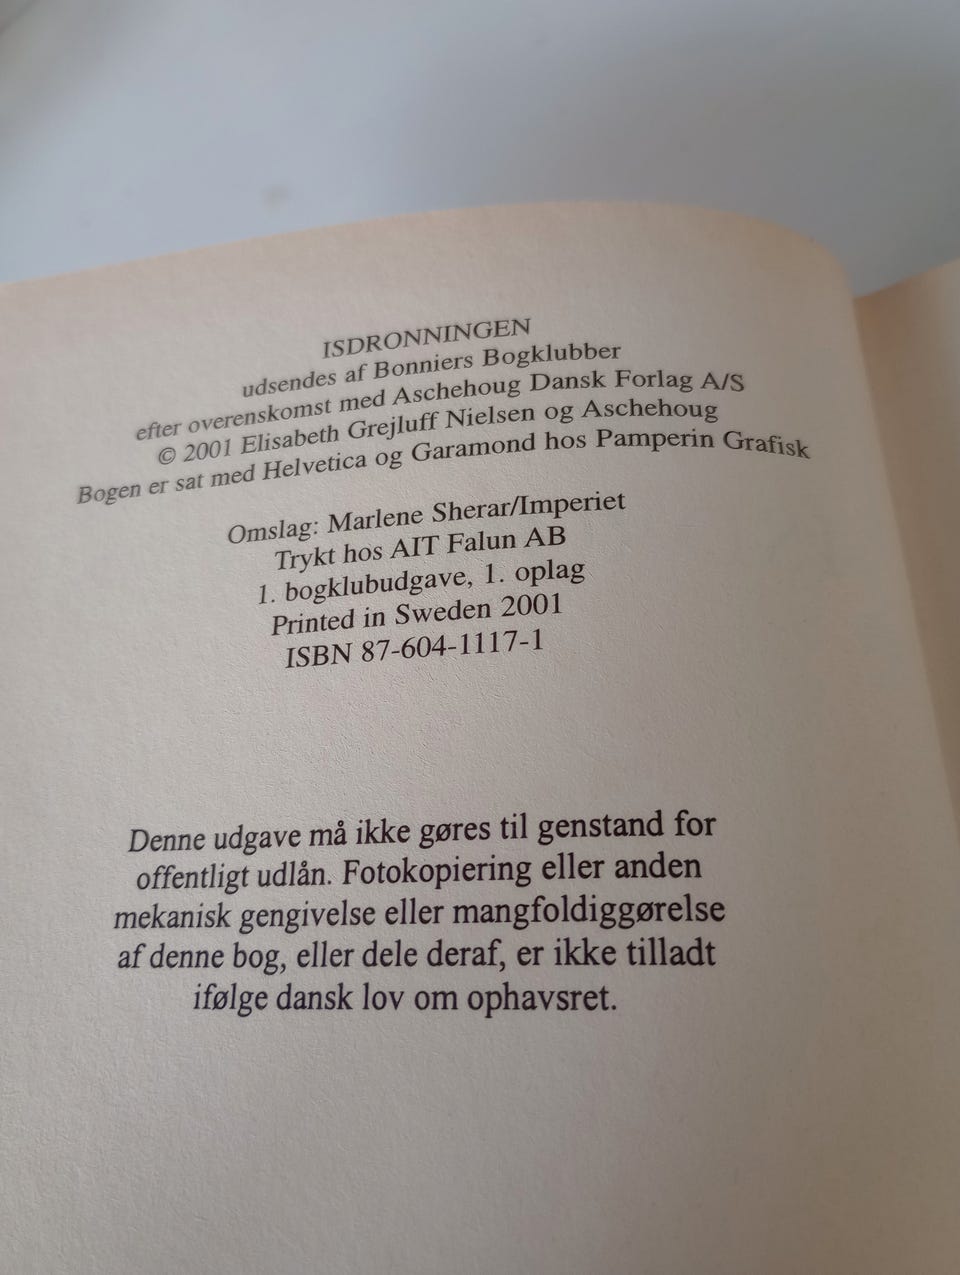 ISDRONNINGEN
udsendes af Bonniers Bogklubber
efter overenskomst med Aschehoug Dansk Forlag A/S
© 2001 Elisabeth Grejluff Nielsen og Aschehoug
Bogen er sat med Helvetica og Garamond hos Pamperin Grafisk
Omslag: Marlene Sherar/Imperiet
Trykt hos AIT Falun AB
1. bogklubudgave, 1. oplag
Printed in Sweden 2001
ISBN 87-604-1117-1
Denne udgave må ikke gøres til genstand for
offentligt udlån. Fotokopiering eller anden
mekanisk gengivelse eller mangfoldiggørelse
af denne bog, eller dele deraf, er ikke tilladt
ifølge dansk lov om ophavsret.